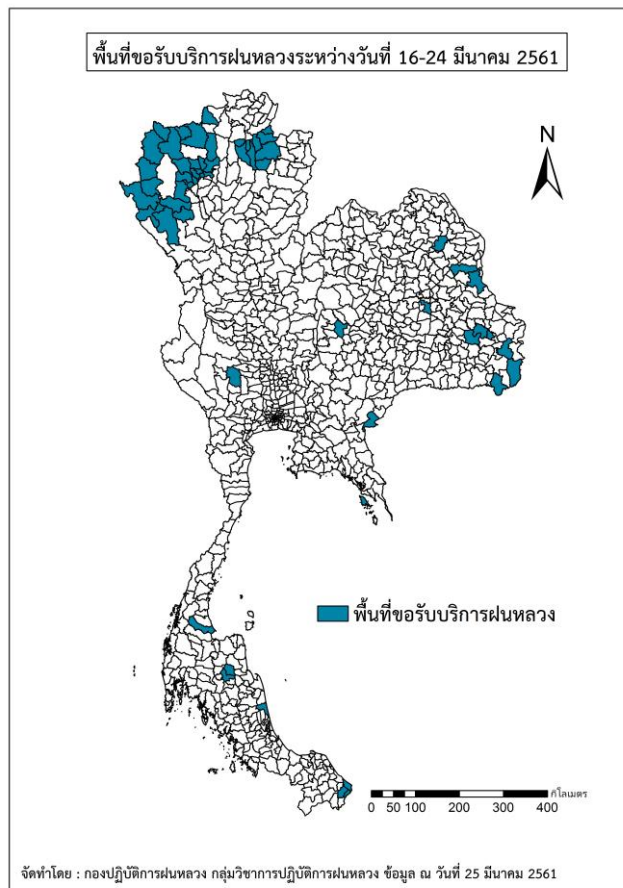 พื้นที่ขอรับบริการฝนหลวงระหว่างวันที่ 16-24 มีนาคม 2561
N
พื้นที่ขอรับบริการฝนหลวง
กิโลเมตร
0 50 100 200 300 400
จัดทำโดย : กองปฏิบัติการฝนหลวง กลุ่มวิชาการปฏิบัติการฝนหลวง ข้อมูล ณ วันที่ 25 มีนาคม 2561